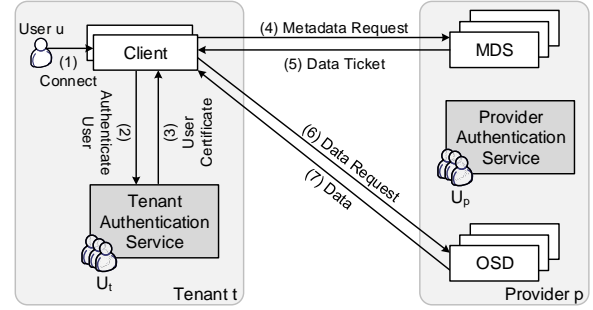 User u
(1)
Connect
Client
(4) Metadata Request
(5) Data Ticket
MDS
Authenticate
User
(2)
(3)
User
Certificate
(6) Data Request
(7) Data
Provider
Authentication
Service
Up
Tenant
Authentication
Service
Ut
OSD
Tenant t
Provider p